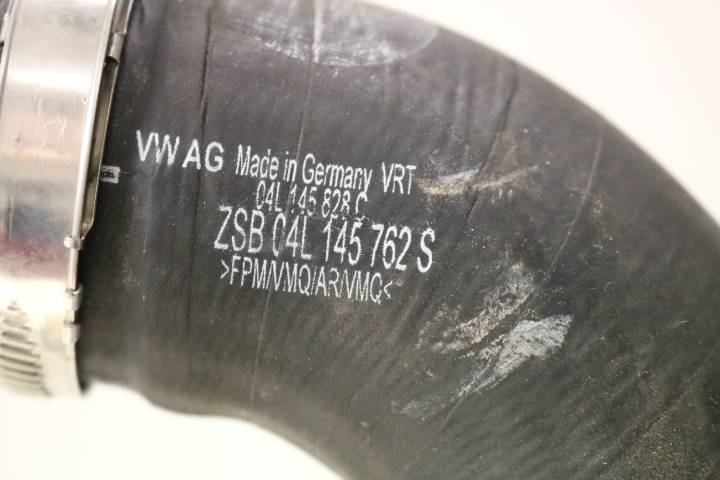 VW AG Made in Germany VRT
04L 145 828 C
ZSB 04L 145 762 S
>FPM/VMQ/AR/VMQ<